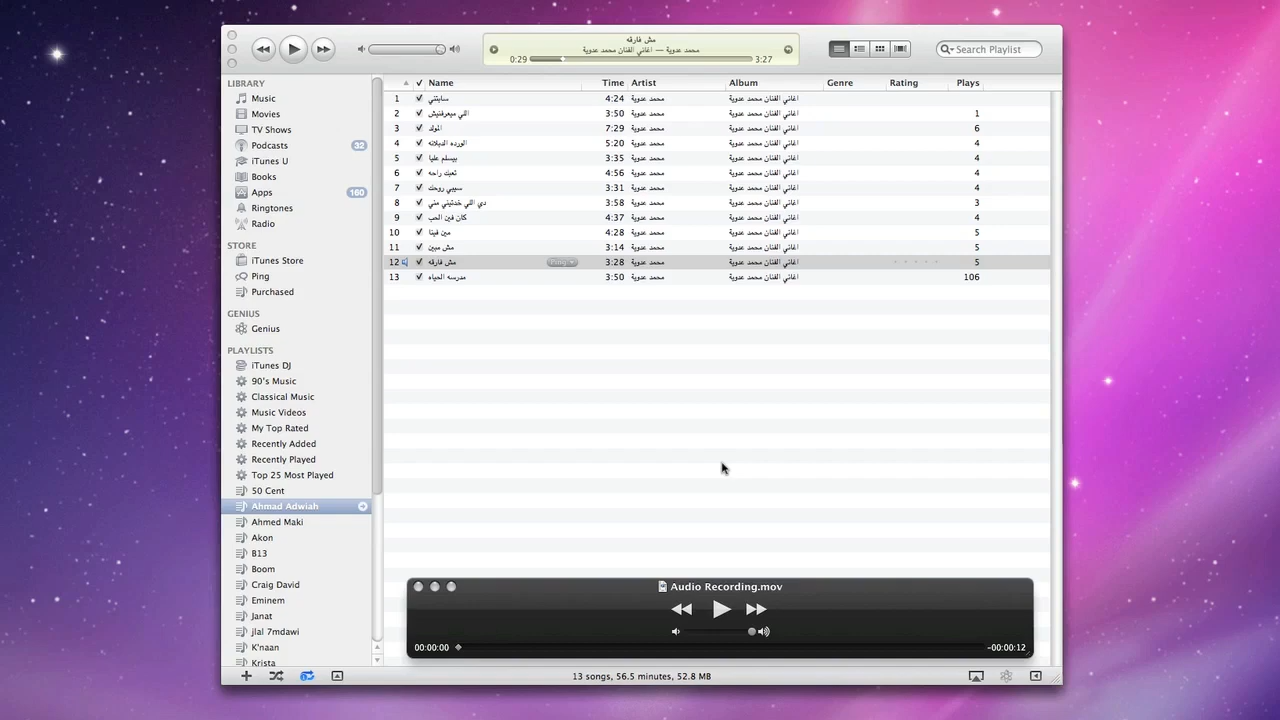 مش فارقه
محمد عدوية — اغاني الفنان محمد عدوية
0:29 3:27
Search Playlist
LIBRARY
Music
Movies
TV Shows
Podcasts 32
iTunes U
Books
Apps 160
Ringtones
Radio
STORE
iTunes Store
Ping
Purchased
GENIUS
Genius
PLAYLISTS
iTunes DJ
90's Music
Classical Music
Music Videos
My Top Rated
Recently Added
Recently Played
Top 25 Most Played
50 Cent
Ahmad Adwiah
Ahmed Maki
Akon
B13
Boom
Craig David
Eminem
Janat
jlal 7mdawi
K'naan
Krista
Name Time Artist Album Genre Rating Plays
1 سابتني 4:24 محمد عدوية اغاني الفنان محمد عدوية
2 اللي ميعرفنيش 3:50 محمد عدوية اغاني الفنان محمد عدوية 1
3 المولد 7:29 محمد عدوية اغاني الفنان محمد عدوية 6
4 الورده الدبلانه 5:20 محمد عدوية اغاني الفنان محمد عدوية 4
5 بيسلم عليا 3:35 محمد عدوية اغاني الفنان محمد عدوية 4
6 تعبك راحه 4:56 محمد عدوية اغاني الفنان محمد عدوية 4
7 سيبي روحك 3:31 محمد عدوية اغاني الفنان محمد عدوية 4
8 دي اللي خدتيني مني 3:58 محمد عدوية اغاني الفنان محمد عدوية 3
9 كان فين الحب 4:37 محمد عدوية اغاني الفنان محمد عدوية 4
10 مين فينا 4:28 محمد عدوية اغاني الفنان محمد عدوية 5
11 مش مبين 3:14 محمد عدوية اغاني الفنان محمد عدوية 5
12 مش فارقه Ping 3:28 محمد عدوية اغاني الفنان محمد عدوية 5
13 مدرسه الحياه 3:50 محمد عدوية اغاني الفنان محمد عدوية 106
Audio Recording.mov
00:00:00 -00:00:12
13 songs, 56.5 minutes, 52.8 MB